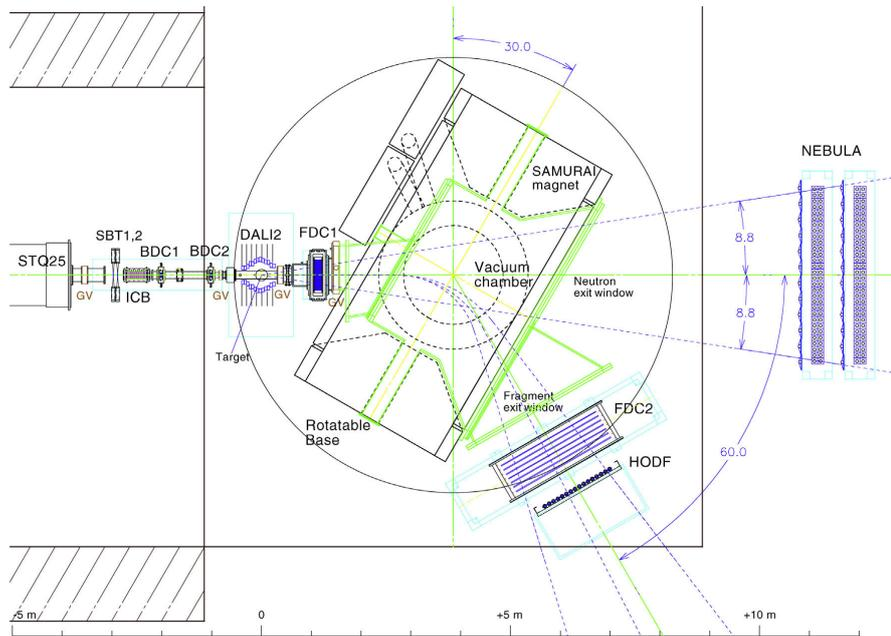 30.0
NEBULA
SAMURAI
magnet
SBT1,2
DALI2
FDC1
BDC1
BDC2
STQ25
8.8
Vacuum
chamber
Neutron
exit window
ICB
GV
GV
GV
8.8
Target
Fragment
exit window
FDC2
Rotatable
Base
60.0
HODF
-5 m
0
+5 m
+10 m